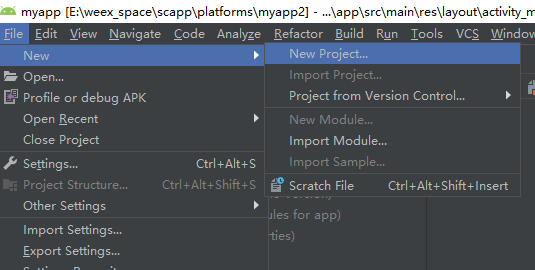 myapp [E:\weex_space\scapp\platforms\myapp2] - ...\app\src\main\res\layout\activity_m
File Edit View Navigate Code Analyze Refactor Build Run Tools VCS Window
New
Open...
Profile or debug APK
Open Recent
Close Project
Settings... Ctrl+Alt+S
Project Structure... Ctrl+Alt+Shift+S
Other Settings
Import Settings...
Export Settings...
New Project...
Import Project...
Project from Version Control...
New Module...
Import Module...
Import Sample...
Scratch File Ctrl+Alt+Shift+Insert
ules for app)
rties)